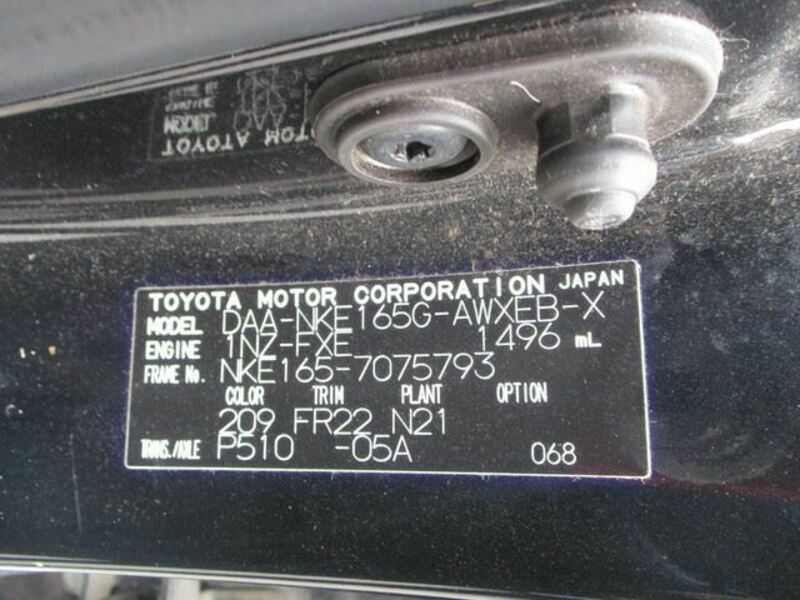 TOYOTA MOTOR CORPORATION JAPAN
MODEL DAA-NKE165G-AWXEB-X
ENGINE 1NZ-FXE 1496 mL
FRAME No. NKE165-7075793
COLOR TRIM PLANT OPTION
209 FR22 N21
TRANS./AXLE P510 -05A 068